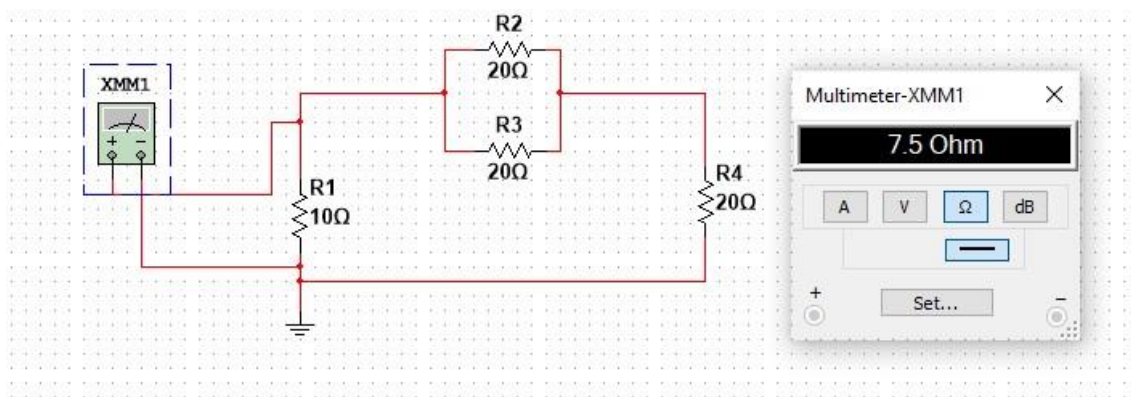 XMM1
+ −
R2
20Ω
R3
20Ω
R1
10Ω
R4
20Ω
Multimeter-XMM1
7.5 Ohm
A V Ω dB
+ −
Set...